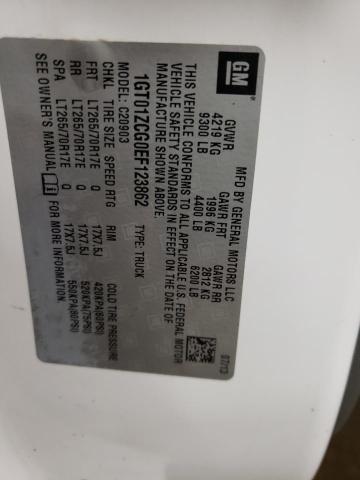 GM
MFD BY GENERAL MOTORS LLC
GVWR GAWR FRT GAWR RR
4219 KG 1996 KG 2812 KG
9300 LB 4400 LB 6200 LB
THIS VEHICLE CONFORMS TO ALL APPLICABLE U.S. FEDERAL MOTOR
VEHICLE SAFETY STANDARDS IN EFFECT ON THE DATE OF
MANUFACTURE SHOWN ABOVE.
07/13
1GT01ZCG0EF123862 TYPE: TRUCK
C20903
CHKL TIRE SIZE SPEED RTG RIM COLD TIRE PRESSURE
FRT LT265/70R17E Q 17X7.5J 420KPA(60PSI)
RR LT265/70R17E Q 17X7.5J 520KPA(75PSI)
SPA LT265/70R17E Q 17X7.5J 550KPA(80PSI)
SEE OWNER'S MANUAL FOR MORE INFORMATION.